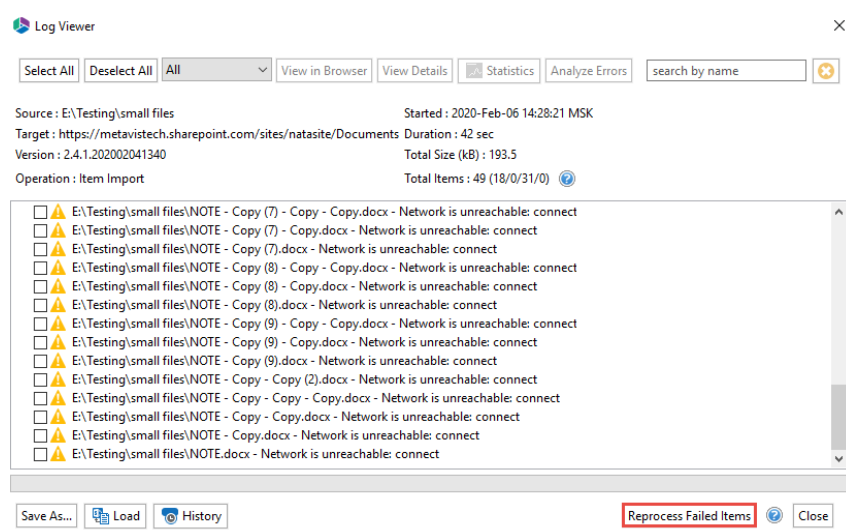 Log Viewer
Select All Deselect All All View in Browser View Details Statistics Analyze Errors search by name
Source : E:\Testing\small files Started : 2020-Feb-06 14:28:21 MSK
Target : https://metavistech.sharepoint.com/sites/natasite/Documents Duration : 42 sec
Version : 2.4.1.202002041340 Total Size (kB) : 193.5
Operation : Item Import Total Items : 49 (18/0/31/0)
E:\Testing\small files\NOTE - Copy (7) - Copy - Copy.docx - Network is unreachable: connect
E:\Testing\small files\NOTE - Copy (7) - Copy.docx - Network is unreachable: connect
E:\Testing\small files\NOTE - Copy (7).docx - Network is unreachable: connect
E:\Testing\small files\NOTE - Copy (8) - Copy - Copy.docx - Network is unreachable: connect
E:\Testing\small files\NOTE - Copy (8) - Copy.docx - Network is unreachable: connect
E:\Testing\small files\NOTE - Copy (8).docx - Network is unreachable: connect
E:\Testing\small files\NOTE - Copy (9) - Copy - Copy.docx - Network is unreachable: connect
E:\Testing\small files\NOTE - Copy (9) - Copy.docx - Network is unreachable: connect
E:\Testing\small files\NOTE - Copy (9).docx - Network is unreachable: connect
E:\Testing\small files\NOTE - Copy - Copy (2).docx - Network is unreachable: connect
E:\Testing\small files\NOTE - Copy - Copy - Copy.docx - Network is unreachable: connect
E:\Testing\small files\NOTE - Copy - Copy.docx - Network is unreachable: connect
E:\Testing\small files\NOTE - Copy.docx - Network is unreachable: connect
E:\Testing\small files\NOTE.docx - Network is unreachable: connect
Save As... Load History Reprocess Failed Items Close